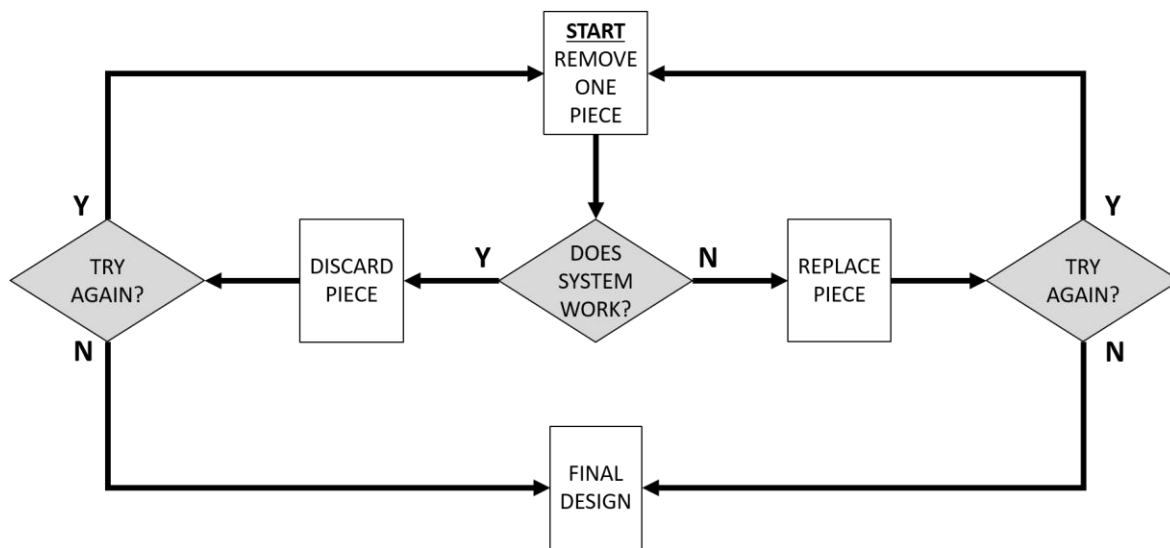 START
REMOVE
ONE
PIECE
Y
Y
TRY
AGAIN?
DISCARD
PIECE
Y
DOES
SYSTEM
WORK?
N
REPLACE
PIECE
TRY
AGAIN?
N
N
FINAL
DESIGN